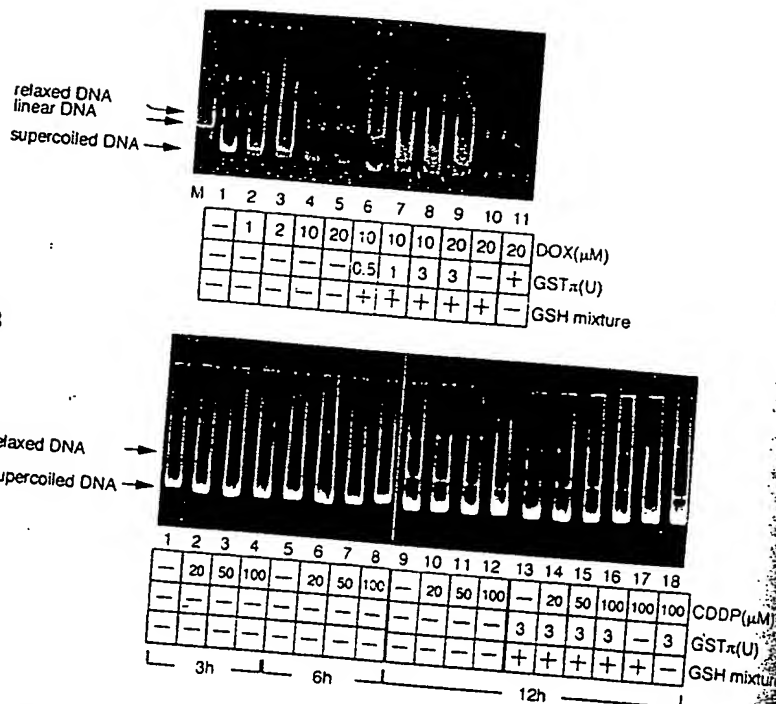 relaxed DNA
linear DNA
supercoiled DNA
M 1 2 3 4 5 6 7 8 9 10 11
— 1 2 10 20 10 10 10 20 20 20 DOX(μM)
— — — — — 0.5 1 3 3 — + GSTπ(U)
— — — — — + + + + + — GSH mixture
elaxed DNA
upercoiled DNA
1 2 3 4 5 6 7 8 9 10 11 12 13 14 15 16 17 18
— 20 50 100 — 20 50 100 — 20 50 100 — 20 50 100 100 100 CDDP(μM)
— — — — — — — — — — — — 3 3 3 3 — 3 GSTπ(U)
— — — — — — — — — — — — + + + + + — GSH mixture
3h 6h 12h